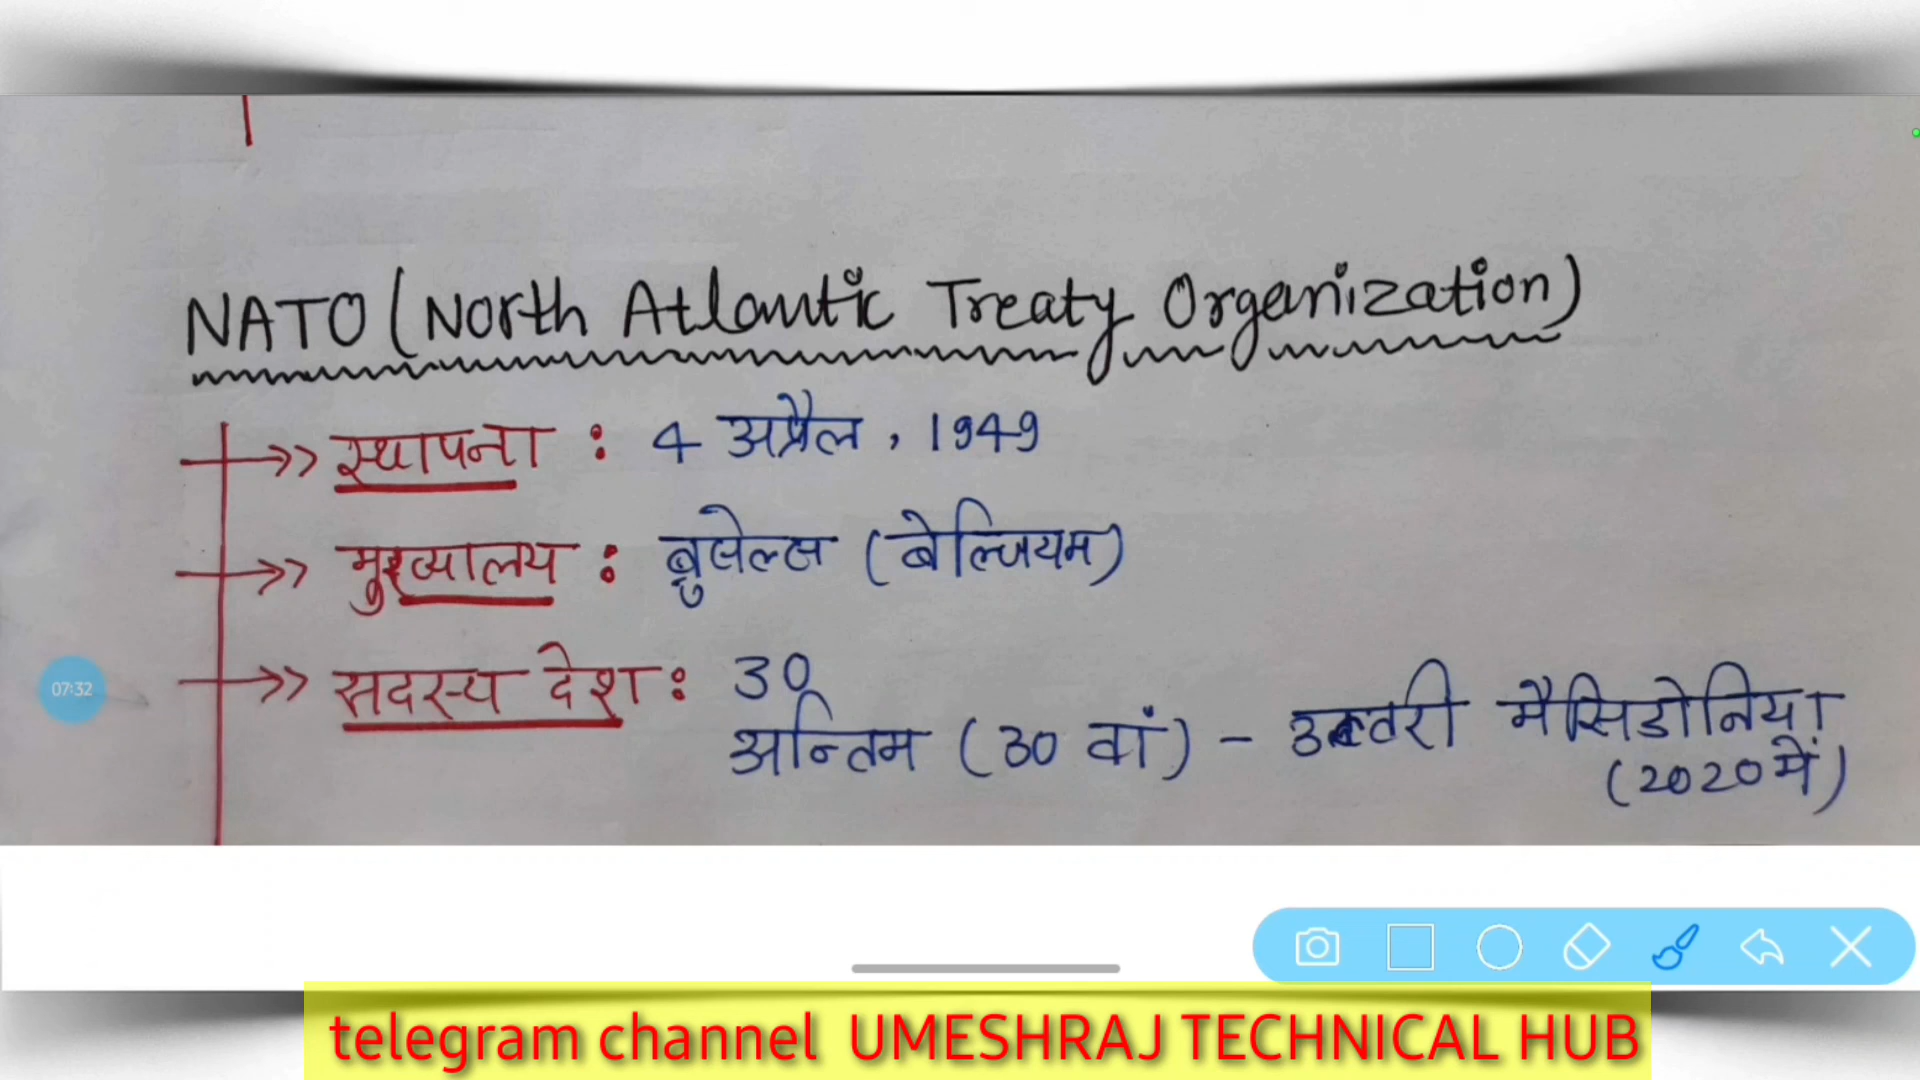 NATO (North Atlantic Treaty Organization)
स्थापना : 4 अप्रैल, 1949
मुख्यालय : ब्रुसेल्स (बेल्जियम)
सदस्य देश : 30
अन्तिम (30 वां) - उत्तरी मैसिडोनिया
(2020 में)
07:32
telegram channel UMESHRAJ TECHNICAL HUB